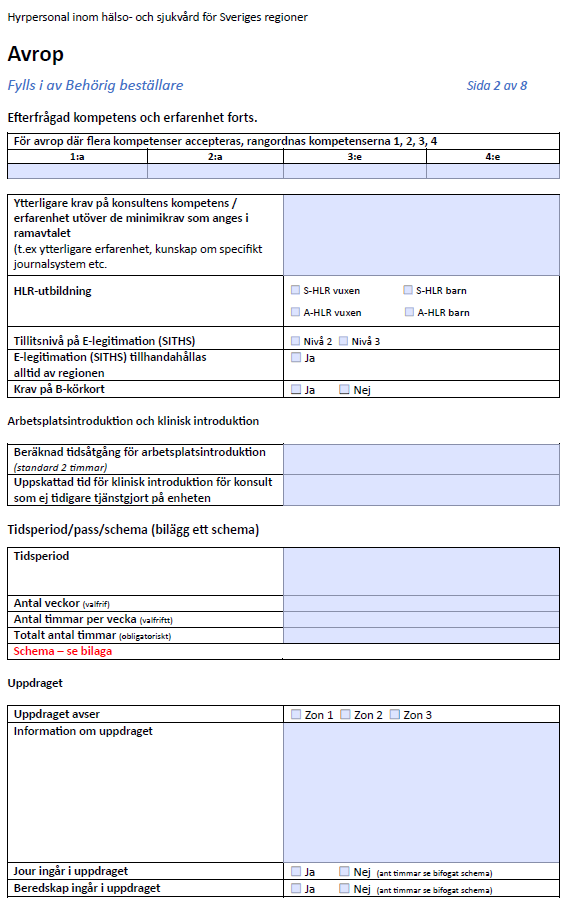 Hyrpersonal inom hälso- och sjukvård för Sveriges regioner
Avrop
Fylls i av Behörig beställare Sida 2 av 8
Efterfrågad kompetens och erfarenhet forts.
För avrop där flera kompetenser accepteras, rangordnas kompetenserna 1, 2, 3, 4
1:a 2:a 3:e 4:e
Ytterligare krav på konsultens kompetens /
erfarenhet utöver de minimikrav som anges i
ramavtalet
(t.ex ytterligare erfarenhet, kunskap om specifikt
journalsystem etc.
HLR-utbildning S-HLR vuxen S-HLR barn
A-HLR vuxen A-HLR barn
Tillitsnivå på E-legitimation (SITHS) Nivå 2 Nivå 3
E-legitimation (SITHS) tillhandahållas Ja
alltid av regionen
Krav på B-körkort Ja Nej
Arbetsplatsintroduktion och klinisk introduktion
Beräknad tidsåtgång för arbetsplatsintroduktion
(standard 2 timmar)
Uppskattad tid för klinisk introduktion för konsult
som ej tidigare tjänstgjort på enheten
Tidsperiod/pass/schema (bilägg ett schema)
Tidsperiod
Antal veckor (valfrif)
Antal timmar per vecka (valfriftt)
Totalt antal timmar (obligatoriskt)
Schema – se bilaga
Uppdraget
Uppdraget avser Zon 1 Zon 2 Zon 3
Information om uppdraget
Jour ingår i uppdraget Ja Nej (ant timmar se bifogat schema)
Beredskap ingår i uppdraget Ja Nej (ant timmar se bifogat schema)